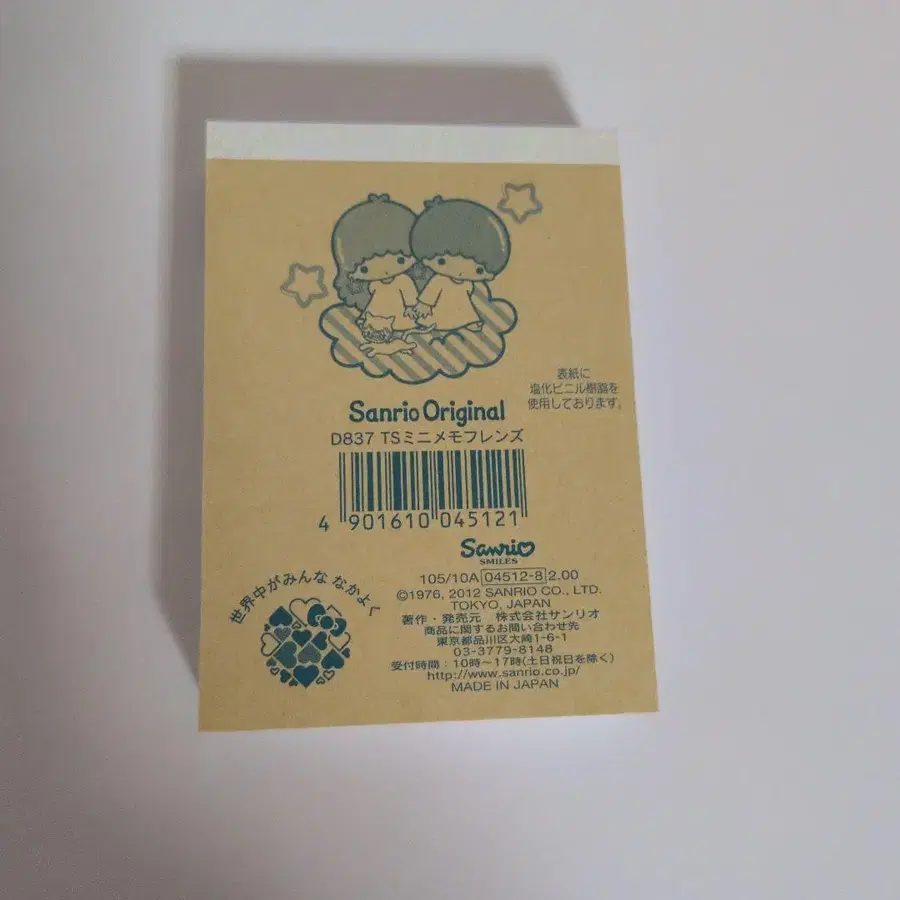 表紙に
塩化ビニル樹脂を
使用しております。
Sanrio Original
D837 TSミニメモフレンズ
4 901610 045121
Sanrio
SMILES
105/10A 04512-8 2.00
©1976, 2012 SANRIO CO., LTD.
TOKYO, JAPAN
著作・発売元 株式会社サンリオ
商品に関するお問い合わせ先
東京都品川区大崎1-6-1
03-3779-8148
受付時間：10時～17時(土日祝日を除く)
http://www.sanrio.co.jp/
MADE IN JAPAN
世界中がみんな なかよく